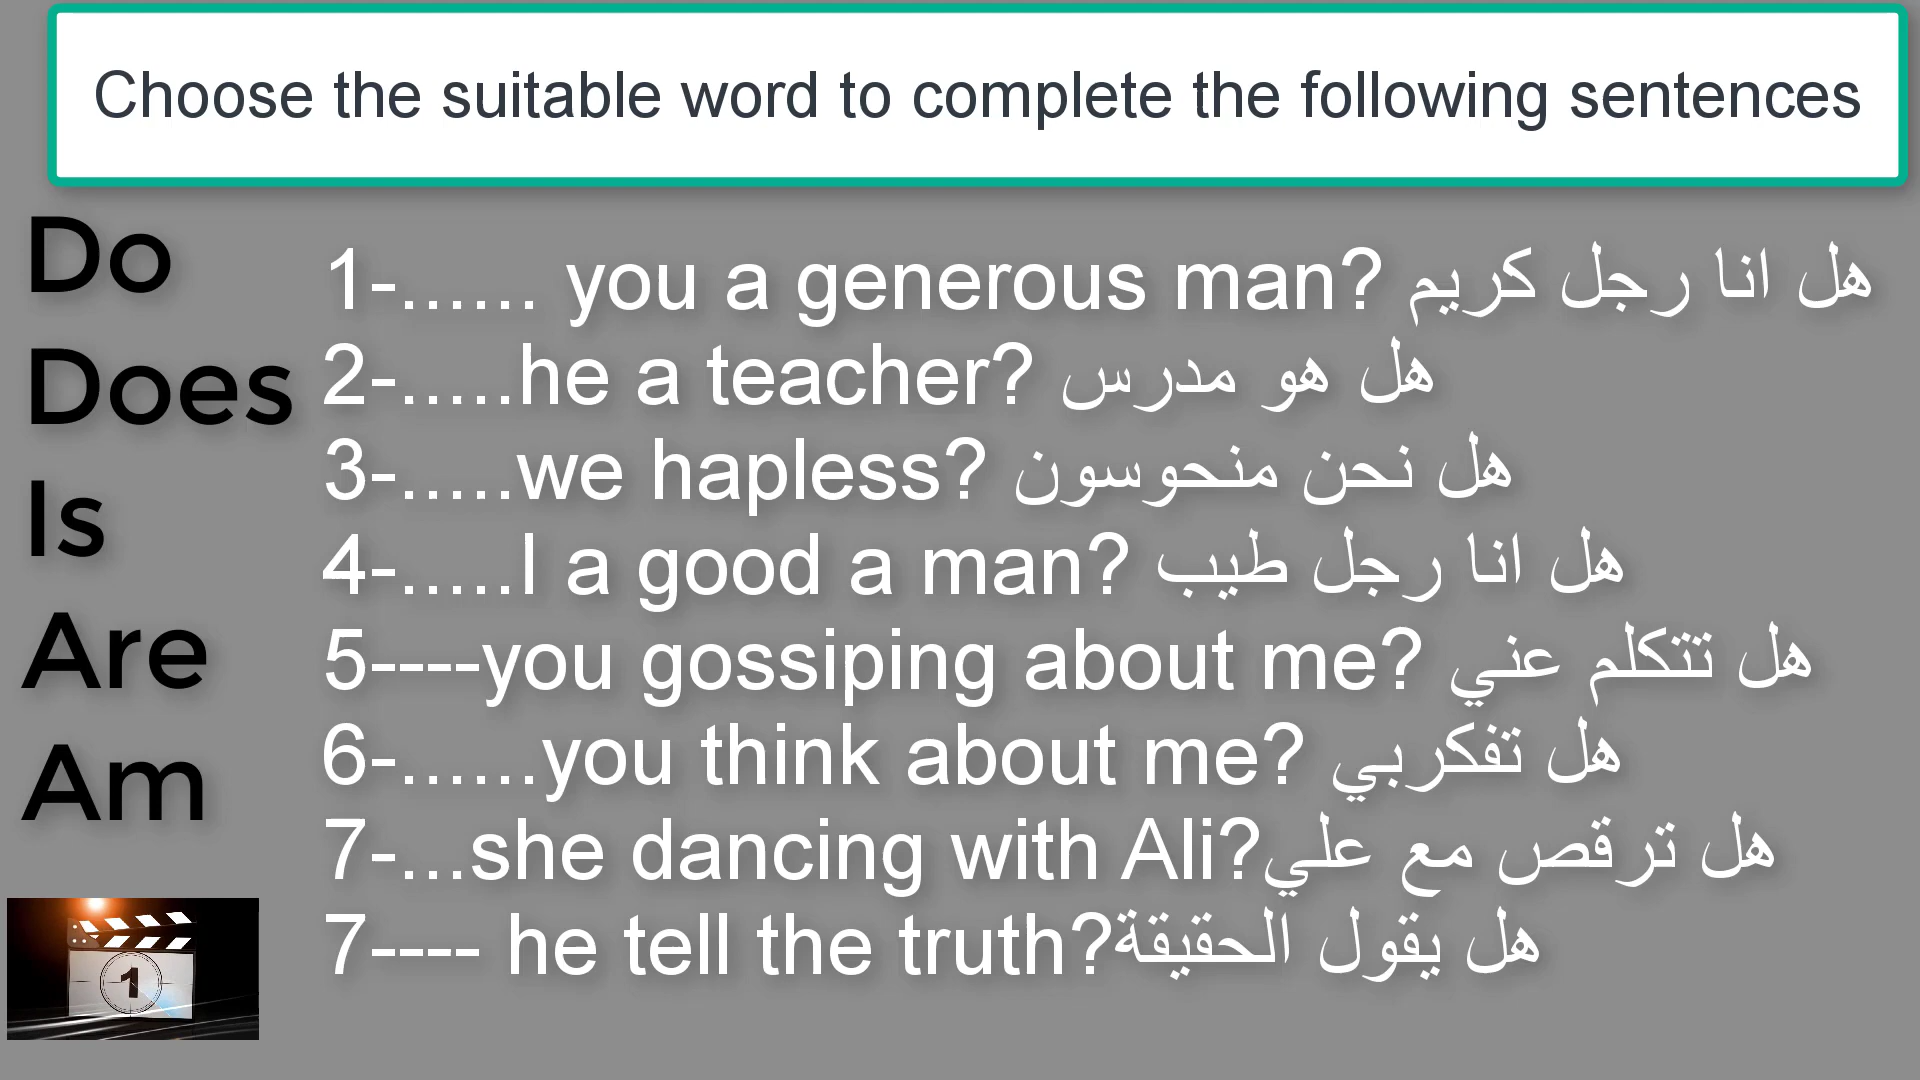 Choose the suitable word to complete the following sentences
Do
Does
Is
Are
Am
1-...... you a generous man? هل انا رجل كريم
2-.....he a teacher? هل هو مدرس
3-.....we hapless? هل نحن منحوسون
4-.....I a good a man? هل انا رجل طيب
5----you gossiping about me? هل تتكلم عني
6-......you think about me? هل تفكربي
7-...she dancing with Ali?هل ترقص مع علي
7---- he tell the truth?هل يقول الحقيقة
1